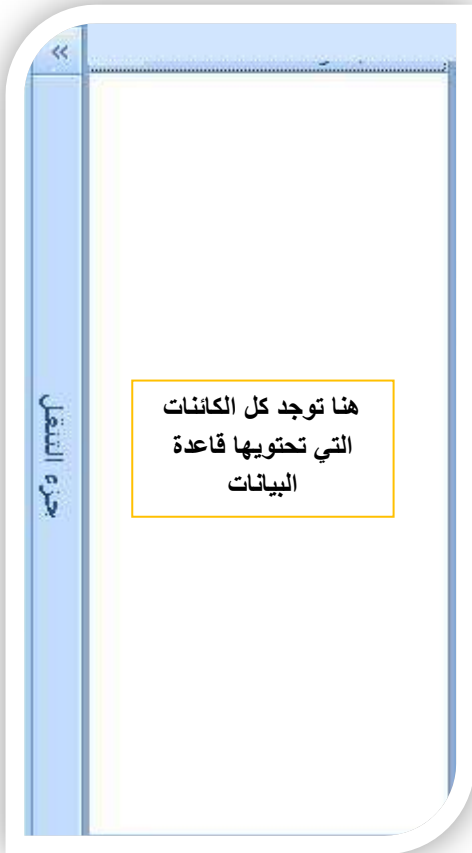 »
هنا توجد كل الكائنات
التي تحتويها قاعدة
البيانات
جزء التنقل